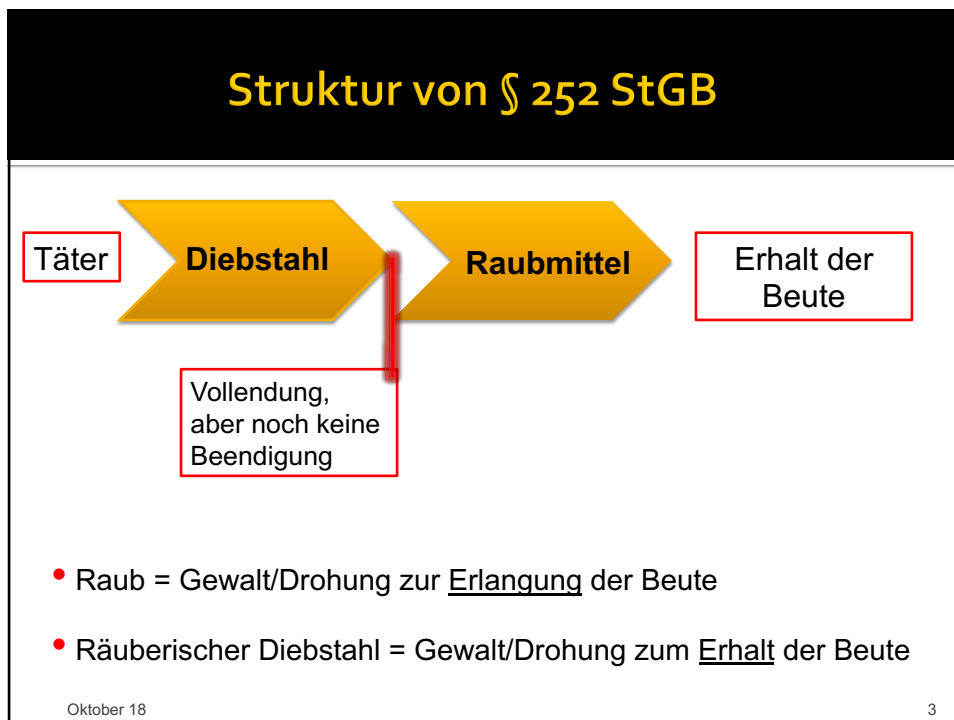 Struktur von § 252 StGB
Täter
Diebstahl
Raubmittel
Erhalt der
Beute
Vollendung,
aber noch keine
Beendigung
• Raub = Gewalt/Drohung zur Erlangung der Beute
• Räuberischer Diebstahl = Gewalt/Drohung zum Erhalt der Beute
Oktober 18
3